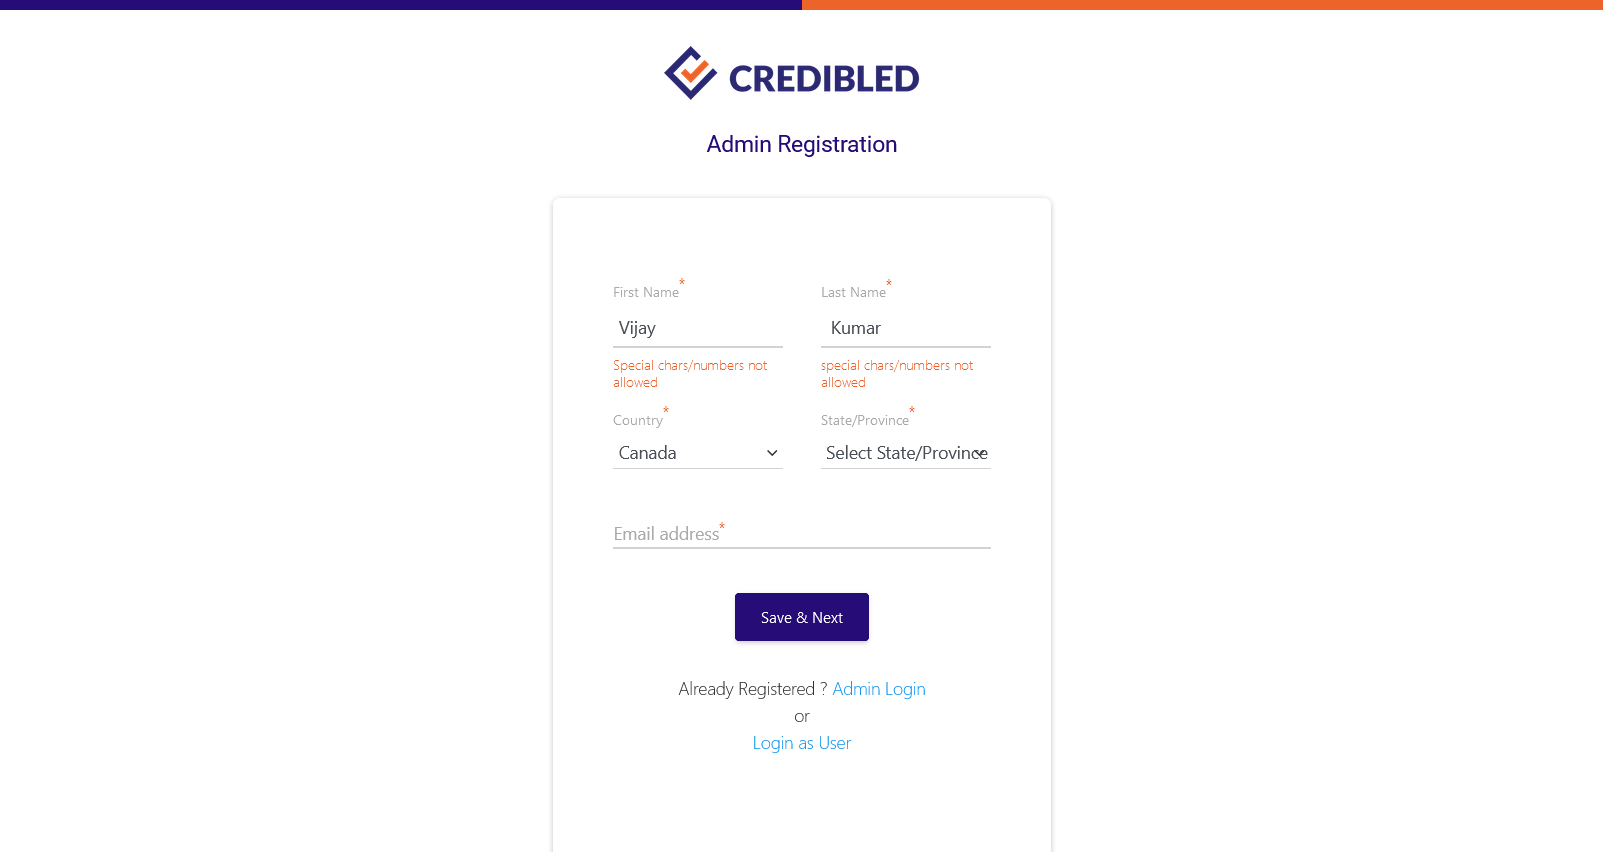 CREDIBLED
Admin Registration
First Name* Last Name*
Vijay Kumar
Special chars/numbers not special chars/numbers not
allowed allowed
Country* State/Province*
Canada Select State/Province
Email address*
Save & Next
Already Registered ? Admin Login
or
Login as User